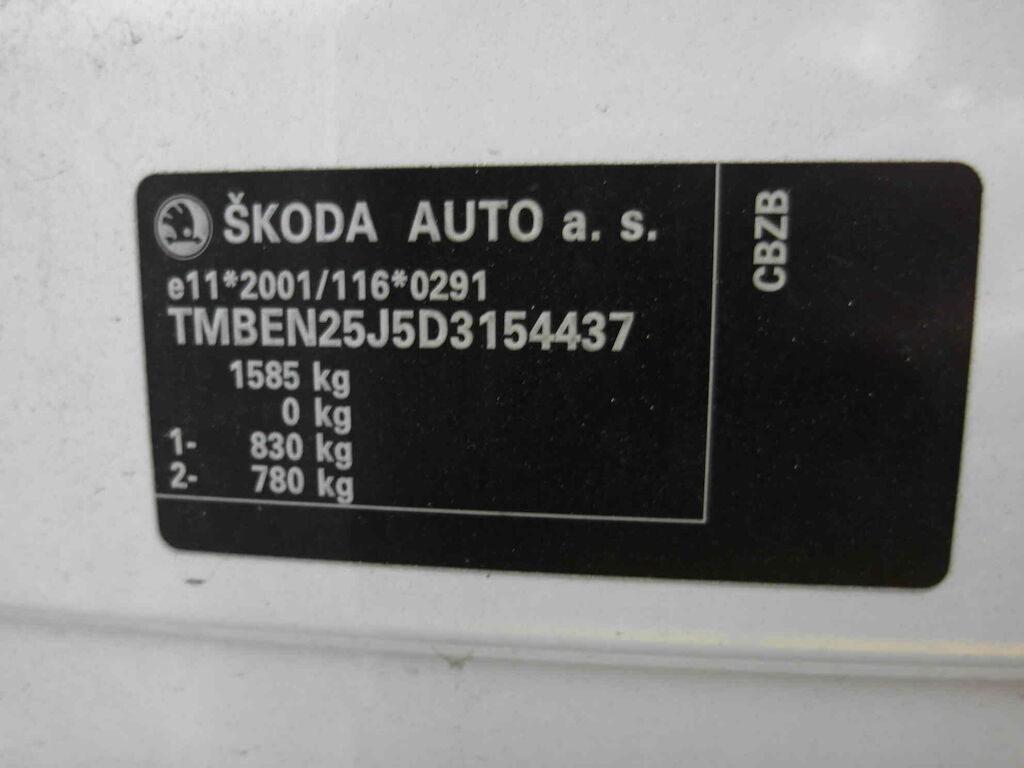 ŠKODA AUTO a. s.
e11*2001/116*0291
TMBEN25J5D3154437
1585 kg
0 kg
1- 830 kg
2- 780 kg
CBZB